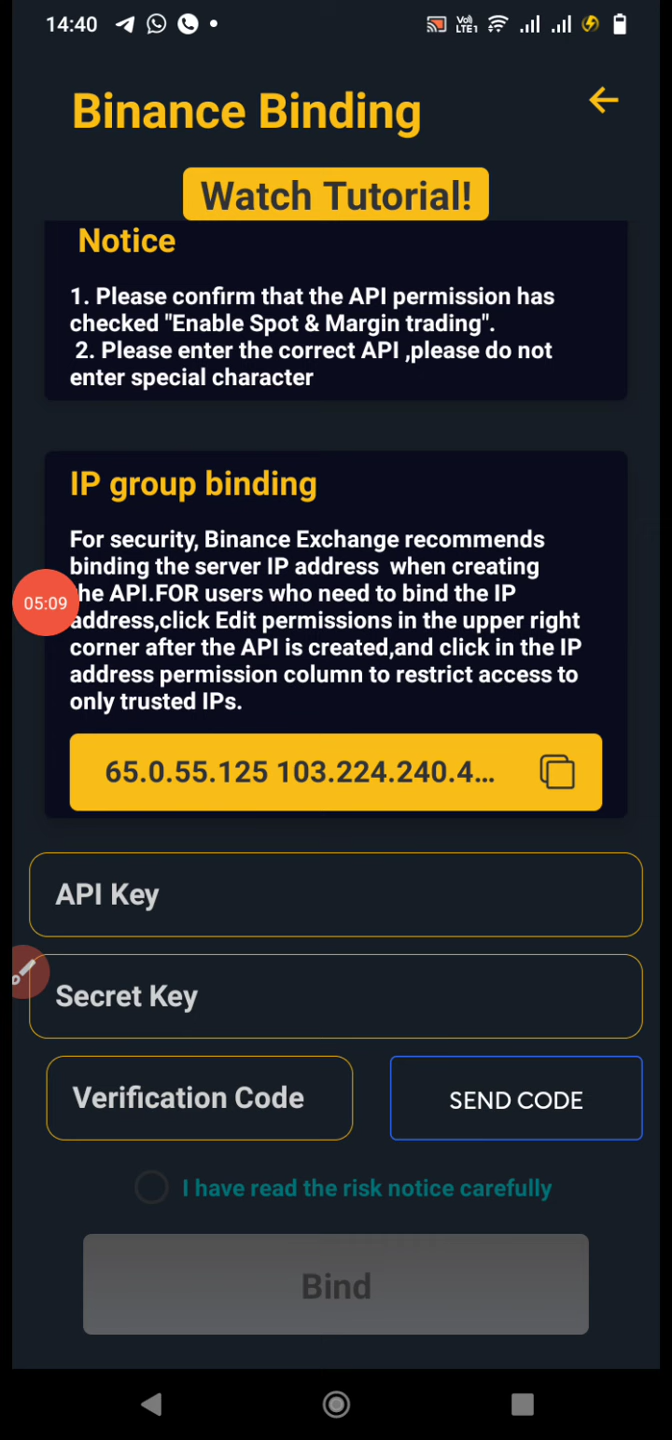 14:40
Vo) LTE1
Binance Binding
Watch Tutorial!
Notice
1. Please confirm that the API permission has
checked "Enable Spot & Margin trading".
2. Please enter the correct API ,please do not
enter special character
IP group binding
For security, Binance Exchange recommends
binding the server IP address when creating
he API.FOR users who need to bind the IP
05:09
address,click Edit permissions in the upper right
corner after the API is created,and click in the IP
address permission column to restrict access to
only trusted IPs.
65.0.55.125 103.224.240.4...
API Key
Secret Key
Verification Code
SEND CODE
I have read the risk notice carefully
Bind